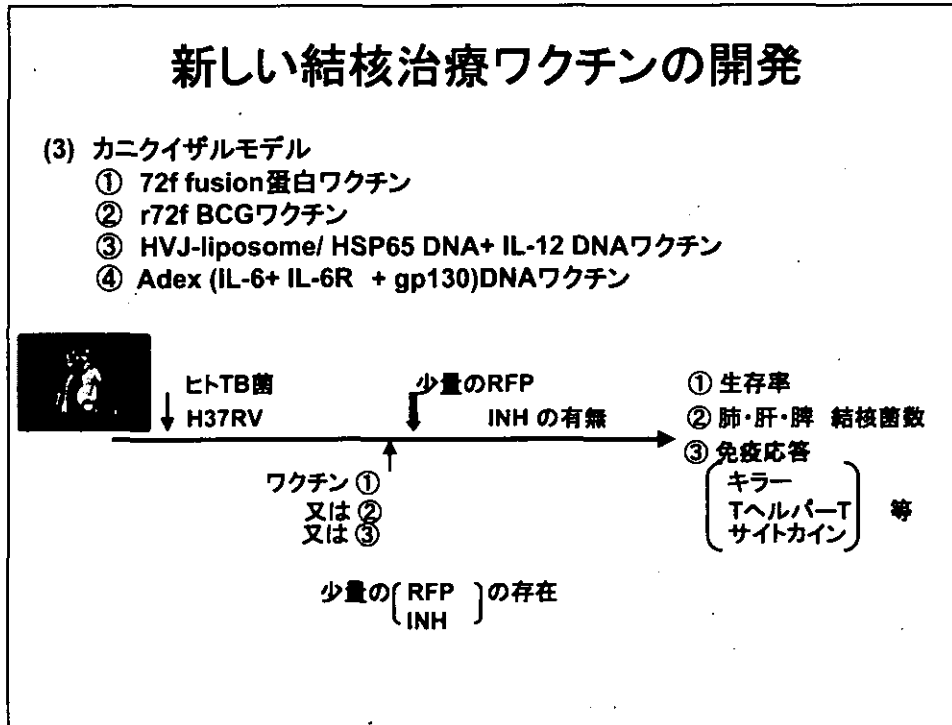 新しい結核治療ワクチンの開発
(3) カニクイザルモデル
① 72f fusion蛋白ワクチン
② r72f BCGワクチン
③ HVJ-liposome/ HSP65 DNA+ IL-12 DNAワクチン
④ Adex (IL-6+ IL-6R + gp130)DNAワクチン
ヒトTB菌
H37RV
少量のRFP
INH の有無
ワクチン ①
又は ②
又は ③
少量の RFP の存在
INH
① 生存率
② 肺・肝・脾 結核菌数
③ 免疫応答
キラー
TヘルパーT 等
サイトカイン